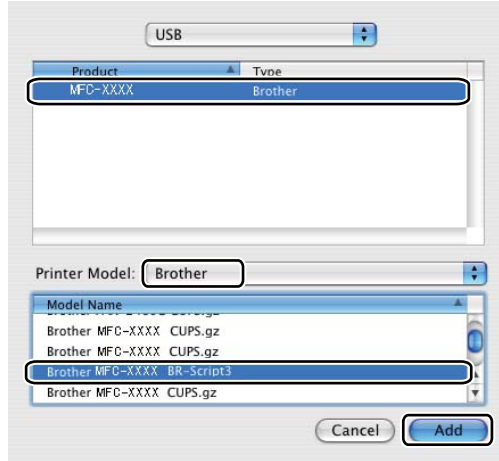 USB
Product Type
MFC-XXXX Brother
Printer Model: Brother
Model Name
Brother MFC-XXXX CUPS.gz
Brother MFC-XXXX CUPS.gz
Brother MFC-XXXX BR-Script3
Brother MFC-XXXX CUPS.gz
Cancel Add